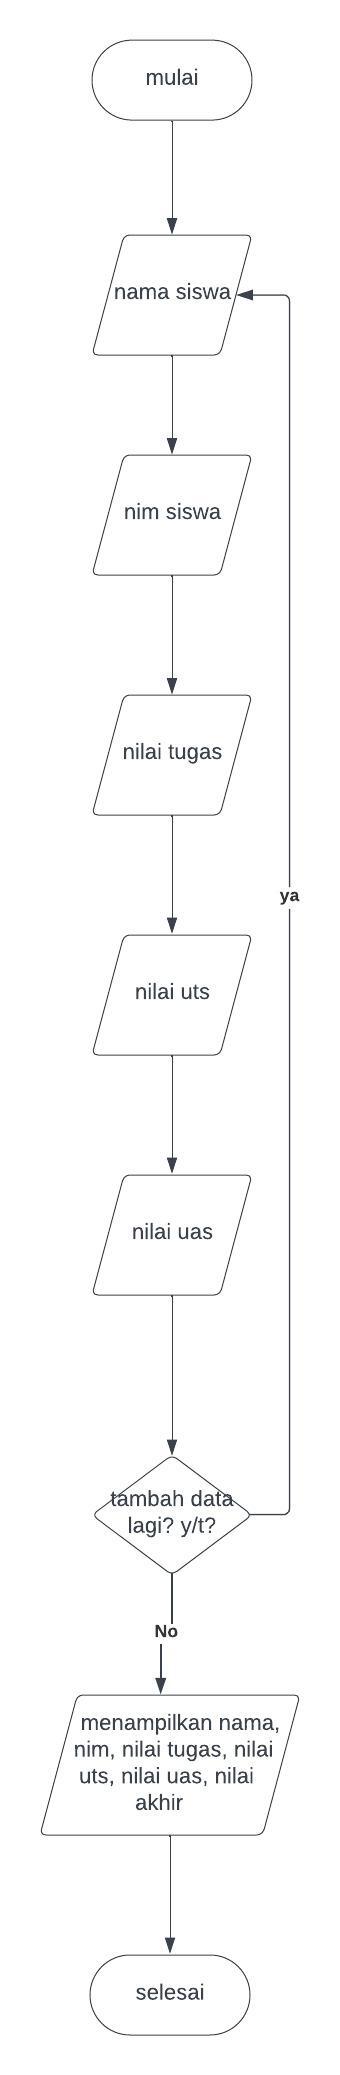 mulai
nama siswa
nim siswa
nilai tugas
ya
nilai uts
nilai uas
tambah data
lagi? y/t?
No
menampilkan nama,
nim, nilai tugas, nilai
uts, nilai uas, nilai
akhir
selesai